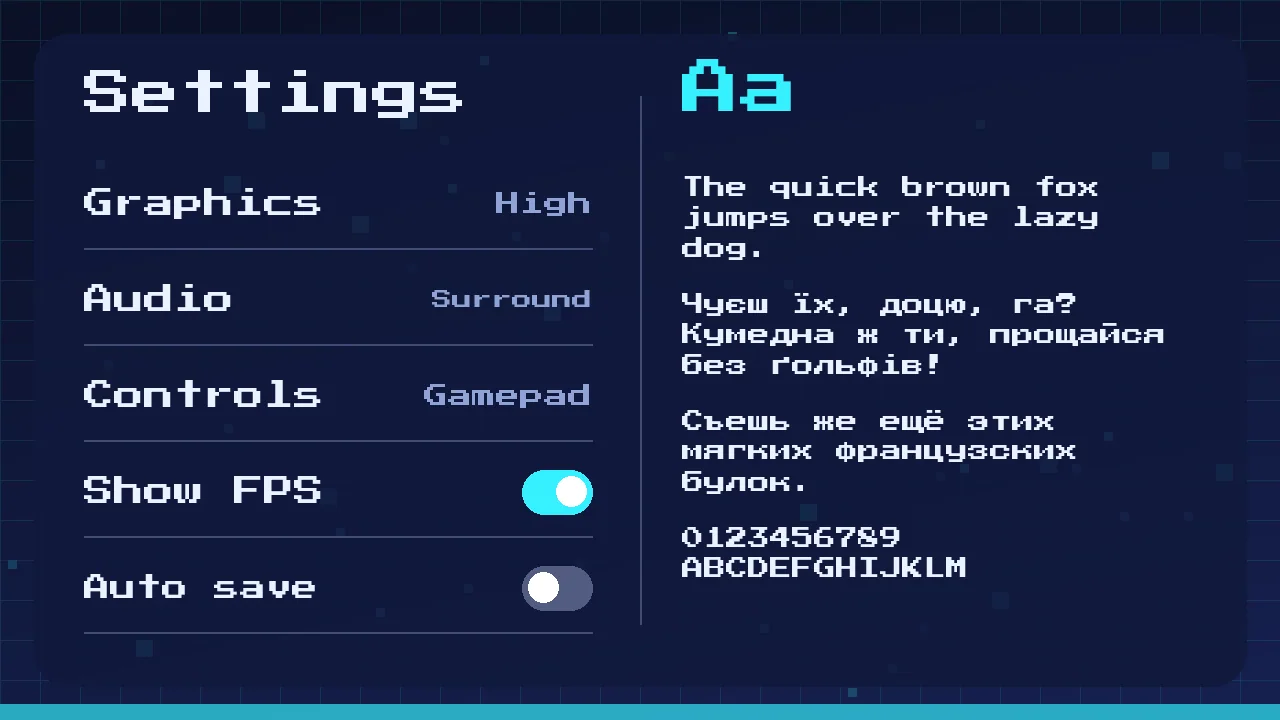 Settings
Graphics High
Audio Surround
Controls Gamepad
Show FPS
Auto save
Aa
The quick brown fox
jumps over the lazy
dog.
Чуєш їх, доцю, га?
Кумедна ж ти, прощайся
без ґольфів!
Съешь же ещё этих
мягких французских
булок.
0123456789
ABCDEFGHIJKLM